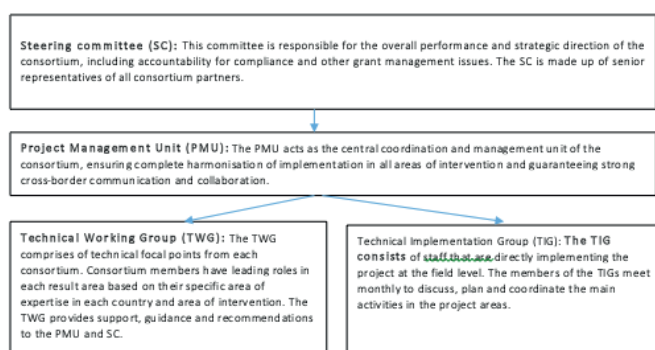 Steering committee (SC): This committee is responsible for the overall performance and strategic direction of the
consortium, including accountability for compliance and other grant management issues. The SC is made up of senior
representatives of all consortium partners.
Project Management Unit (PMU): The PMU acts as the central coordination and management unit of the
consortium, ensuring complete harmonisation of implementation in all areas of intervention and guaranteeing strong
cross-border communication and collaboration.
Technical Working Group (TWG): The TWG
comprises of technical focal points from each
consortium. Consortium members have leading roles in
each result area based on their specific area of
expertise in each country and area of intervention. The
TWG provides support, guidance and recommendations
to the PMU and SC.
Technical Implementation Group (TIG): The TIG
consists of staff that are directly implementing the
project at the field level. The members of the TIGs meet
monthly to discuss, plan and coordinate the main
activities in the project areas.